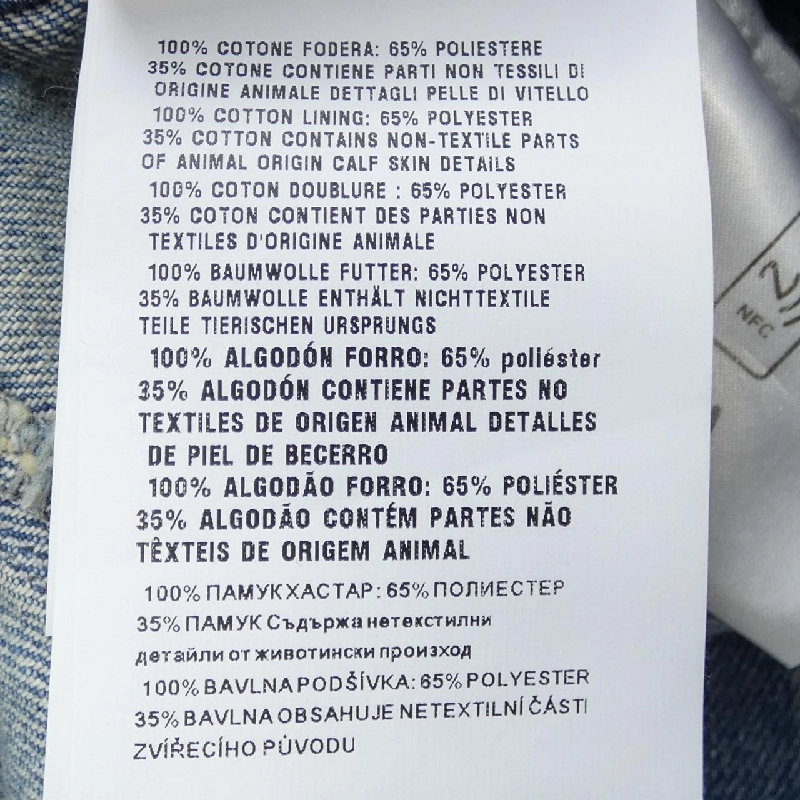 100% COTONE FODERA: 65% POLIESTERE
35% COTONE CONTIENE PARTI NON TESSILI DI
ORIGINE ANIMALE DETTAGLI PELLE DI VITELLO
100% COTTON LINING: 65% POLYESTER
35% COTTON CONTAINS NON-TEXTILE PARTS
OF ANIMAL ORIGIN CALF SKIN DETAILS
100% COTON DOUBLURE : 65% POLYESTER
35% COTON CONTIENT DES PARTIES NON
TEXTILES D'ORIGINE ANIMALE
100% BAUMWOLLE FUTTER: 65% POLYESTER
35% BAUMWOLLE ENTHÄLT NICHTTEXTILE
TEILE TIERISCHEN URSPRUNGS
100% ALGODÓN FORRO: 65% poliéster
35% ALGODÓN CONTIENE PARTES NO
TEXTILES DE ORIGEN ANIMAL DETALLES
DE PIEL DE BECERRO
100% ALGODÃO FORRO: 65% POLIÉSTER
35% ALGODÃO CONTÉM PARTES NÃO
TÊXTEIS DE ORIGEM ANIMAL
100% ПАМУК ХАСТАР: 65% ПОЛИЕСТЕР
35% ПАМУК Съдържа нетекстилни
детайли от животински произход
100% BAVLNA PODŠÍVKA: 65% POLYESTER
35% BAVLNA OBSAHUJE NETEXTILNÍ ČÁSTI
ZVÍŘECÍHO PŮVODU
NFC